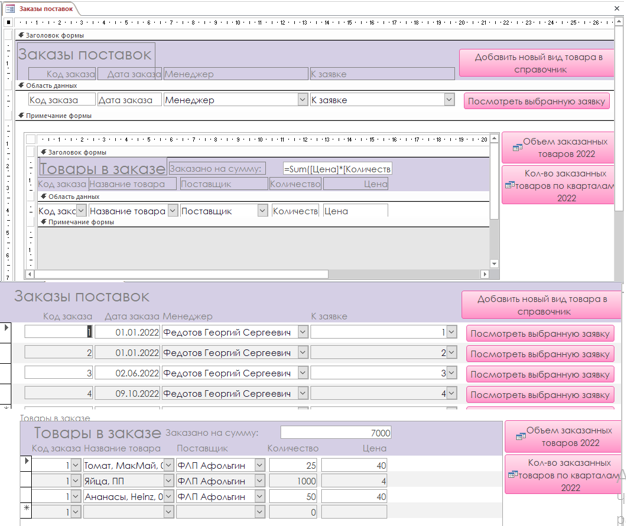 Заказы поставок
Заголовок формы
Заказы поставок
Добавить новый вид товара в
справочник
Код заказа Дата заказа Менеджер К заявке
Область данных
Код заказа Дата заказа Менеджер К заявке Посмотреть выбранную заявку
Примечание формы
Объем заказанных
товаров 2022
Кол-во заказанных
товаров по кварталам
2022
Заголовок формы
Товары в заказе Заказано на сумму: =Sum([Цена]*[Количеств
Код заказа Название товара Поставщик Количество Цена
Область данных
Код зака Название товара Поставщик Количеств Цена
Примечание формы
Заказы поставок
Добавить новый вид товара в
справочник
Код заказа Дата заказа Менеджер К заявке
1 01.01.2022 Федотов Георгий Сергеевич 1 Посмотреть выбранную заявку
2 01.01.2022 Федотов Георгий Сергеевич 2 Посмотреть выбранную заявку
3 02.06.2022 Федотов Георгий Сергеевич 3 Посмотреть выбранную заявку
4 09.10.2022 Федотов Георгий Сергеевич 4 Посмотреть выбранную заявку
Товары в заказе
Товары в заказе Заказано на сумму: 7000
Объем заказанных
товаров 2022
Кол-во заказанных
товаров по кварталам
2022
Код заказа Название товара Поставщик Количество Цена
1 Томат, МакМай, 0 ФЛП Афольгин 25 40
1 Яйца, ПП ФЛП Афольгин 1000 4
1 Ананасы, Heinz, 0 ФЛП Афольгин 50 40
1 0